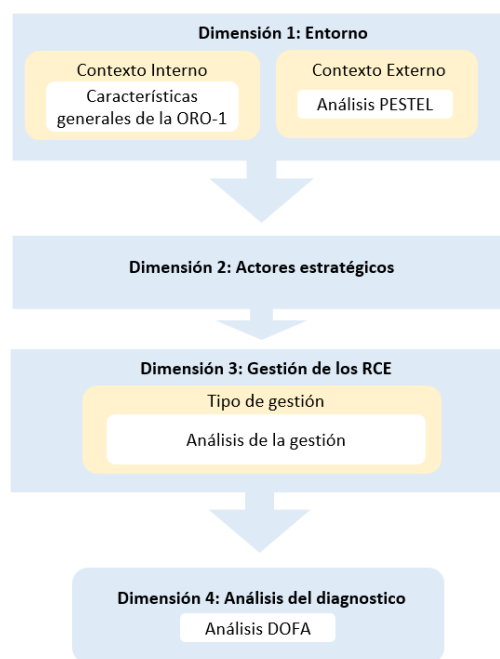 Dimensión 1: Entorno
Contexto Interno
Características
generales de la ORO-1
Contexto Externo
Análisis PESTEL
Dimensión 2: Actores estratégicos
Dimensión 3: Gestión de los RCE
Tipo de gestión
Análisis de la gestión
Dimensión 4: Análisis del diagnostico
Análisis DOFA